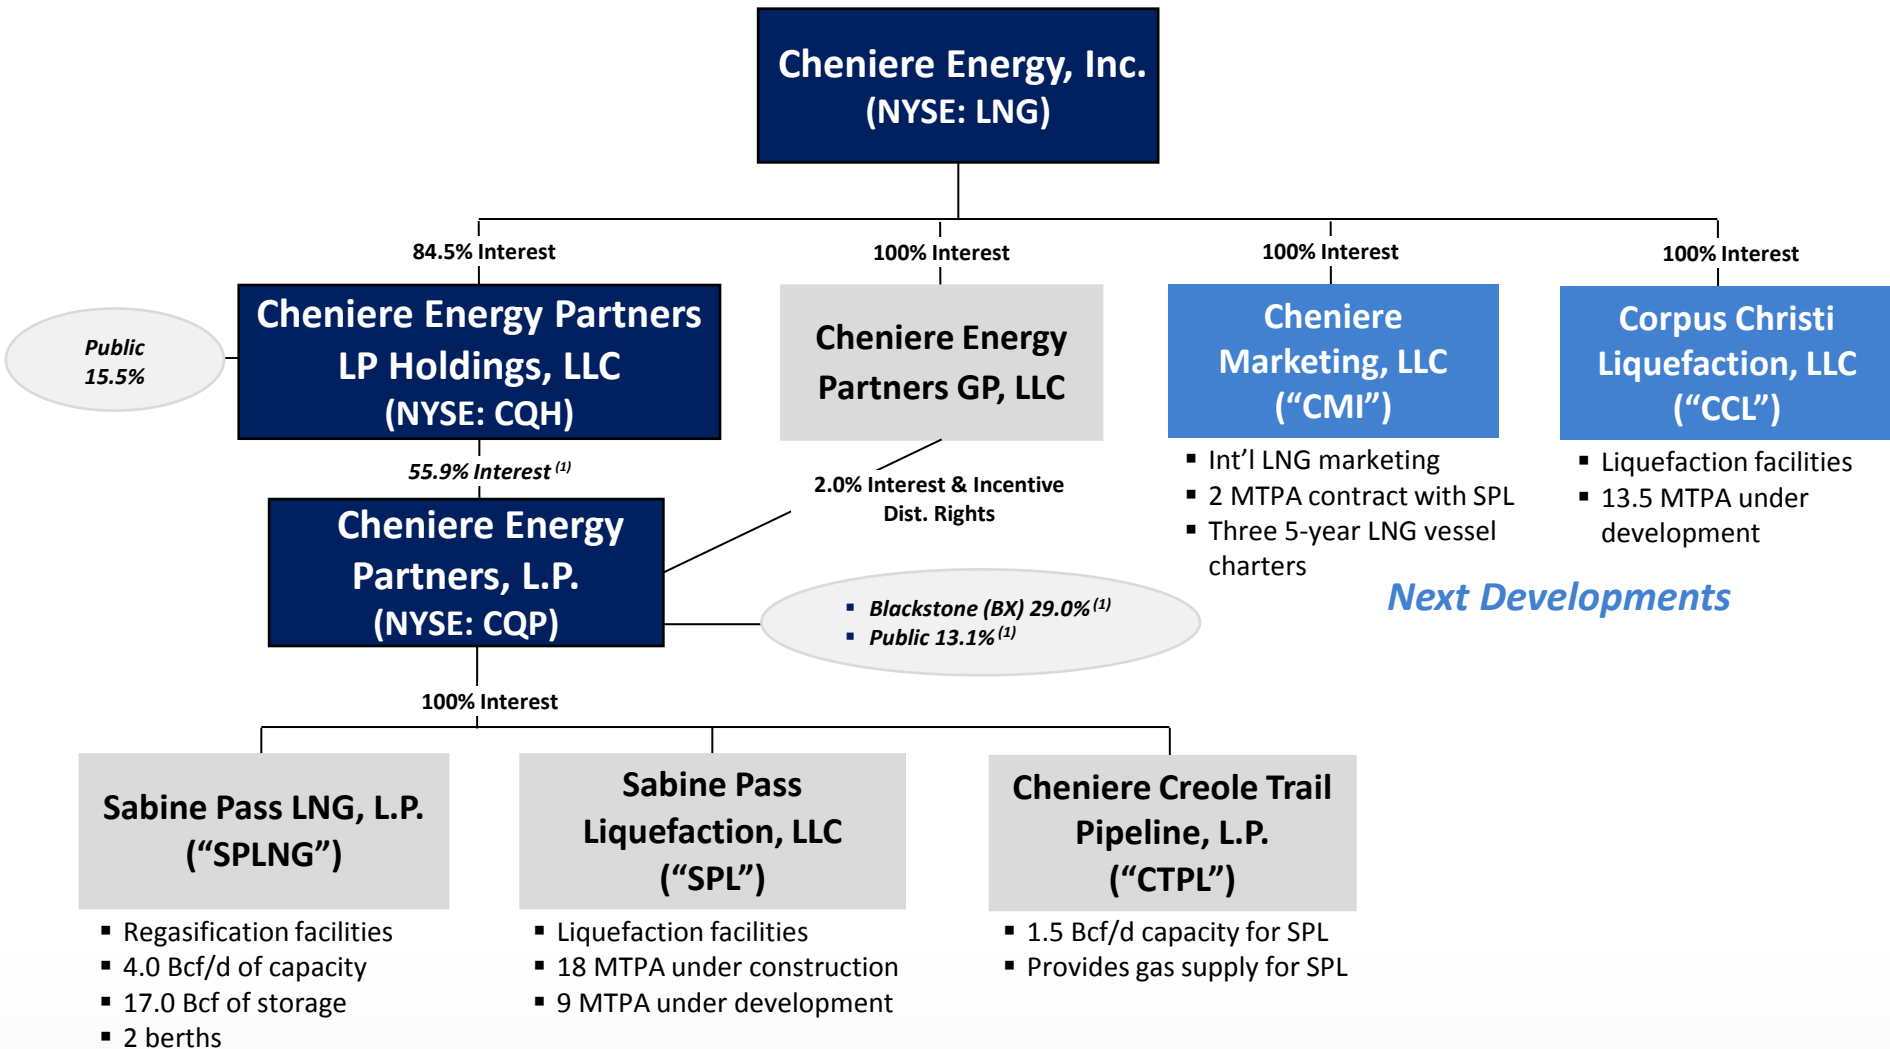 Cheniere Energy, Inc.
(NYSE: LNG)
84.5% Interest
100% Interest
100% Interest
100% Interest
Public
15.5%
Cheniere Energy Partners
LP Holdings, LLC
(NYSE: CQH)
Cheniere Energy
Partners GP, LLC
Cheniere
Marketing, LLC
(“CMI”)
Corpus Christi
Liquefaction, LLC
(“CCL”)
▪ Int’l LNG marketing
▪ 2 MTPA contract with SPL
▪ Three 5-year LNG vessel
charters
▪ Liquefaction facilities
▪ 13.5 MTPA under
development
55.9% Interest (1)
2.0% Interest & Incentive
Dist. Rights
Cheniere Energy
Partners, L.P.
(NYSE: CQP)
▪ Blackstone (BX) 29.0% (1)
▪ Public 13.1% (1)
Next Developments
100% Interest
Sabine Pass LNG, L.P.
(“SPLNG”)
Sabine Pass
Liquefaction, LLC
(“SPL”)
Cheniere Creole Trail
Pipeline, L.P.
(“CTPL”)
▪ Regasification facilities
▪ 4.0 Bcf/d of capacity
▪ 17.0 Bcf of storage
▪ 2 berths
▪ Liquefaction facilities
▪ 18 MTPA under construction
▪ 9 MTPA under development
▪ 1.5 Bcf/d capacity for SPL
▪ Provides gas supply for SPL